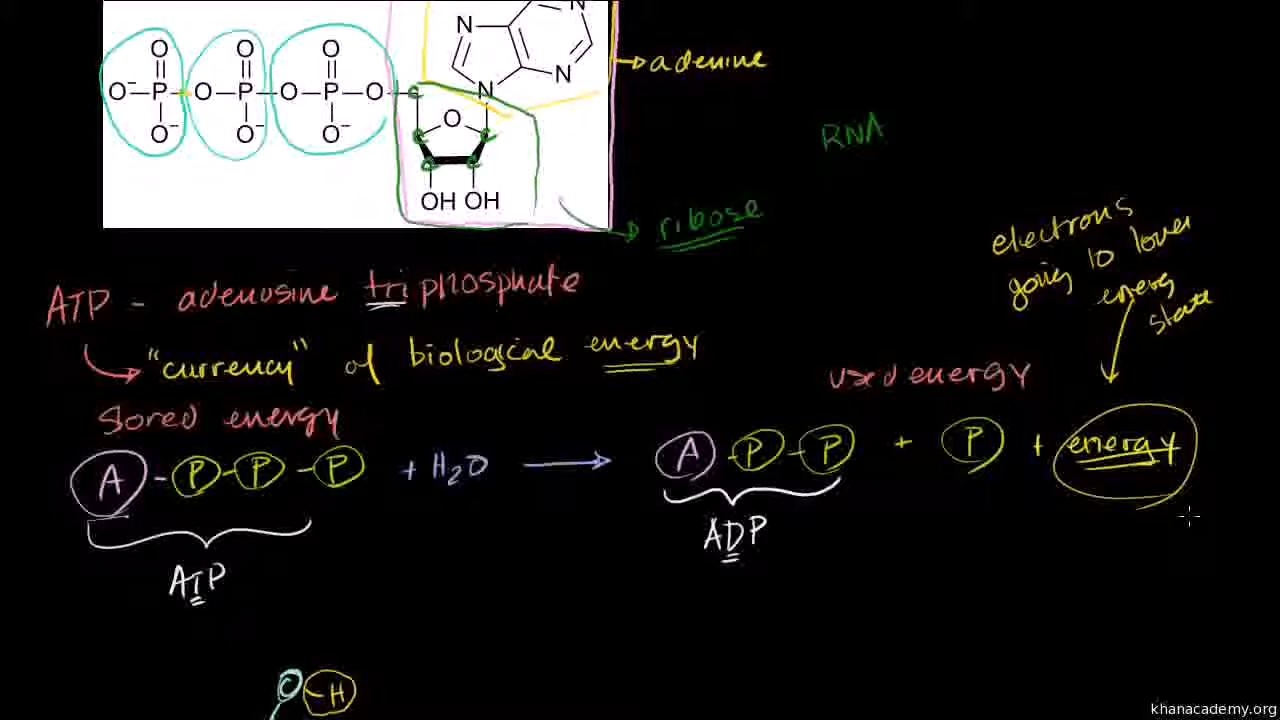 N
N
N
N
O O O
O⁻ P O P O P O
O⁻ O⁻ O⁻
O
OH OH
→ adenine
RNA
→ ribose
electrons
going to lower
energy
state
ATP - adenosine triphosphate
"currency" of biological energy
used energy
stored energy
A - P - P - P + H₂O → A - P - P + P + energy
ATP
ADP
O - H
khanacademy.org